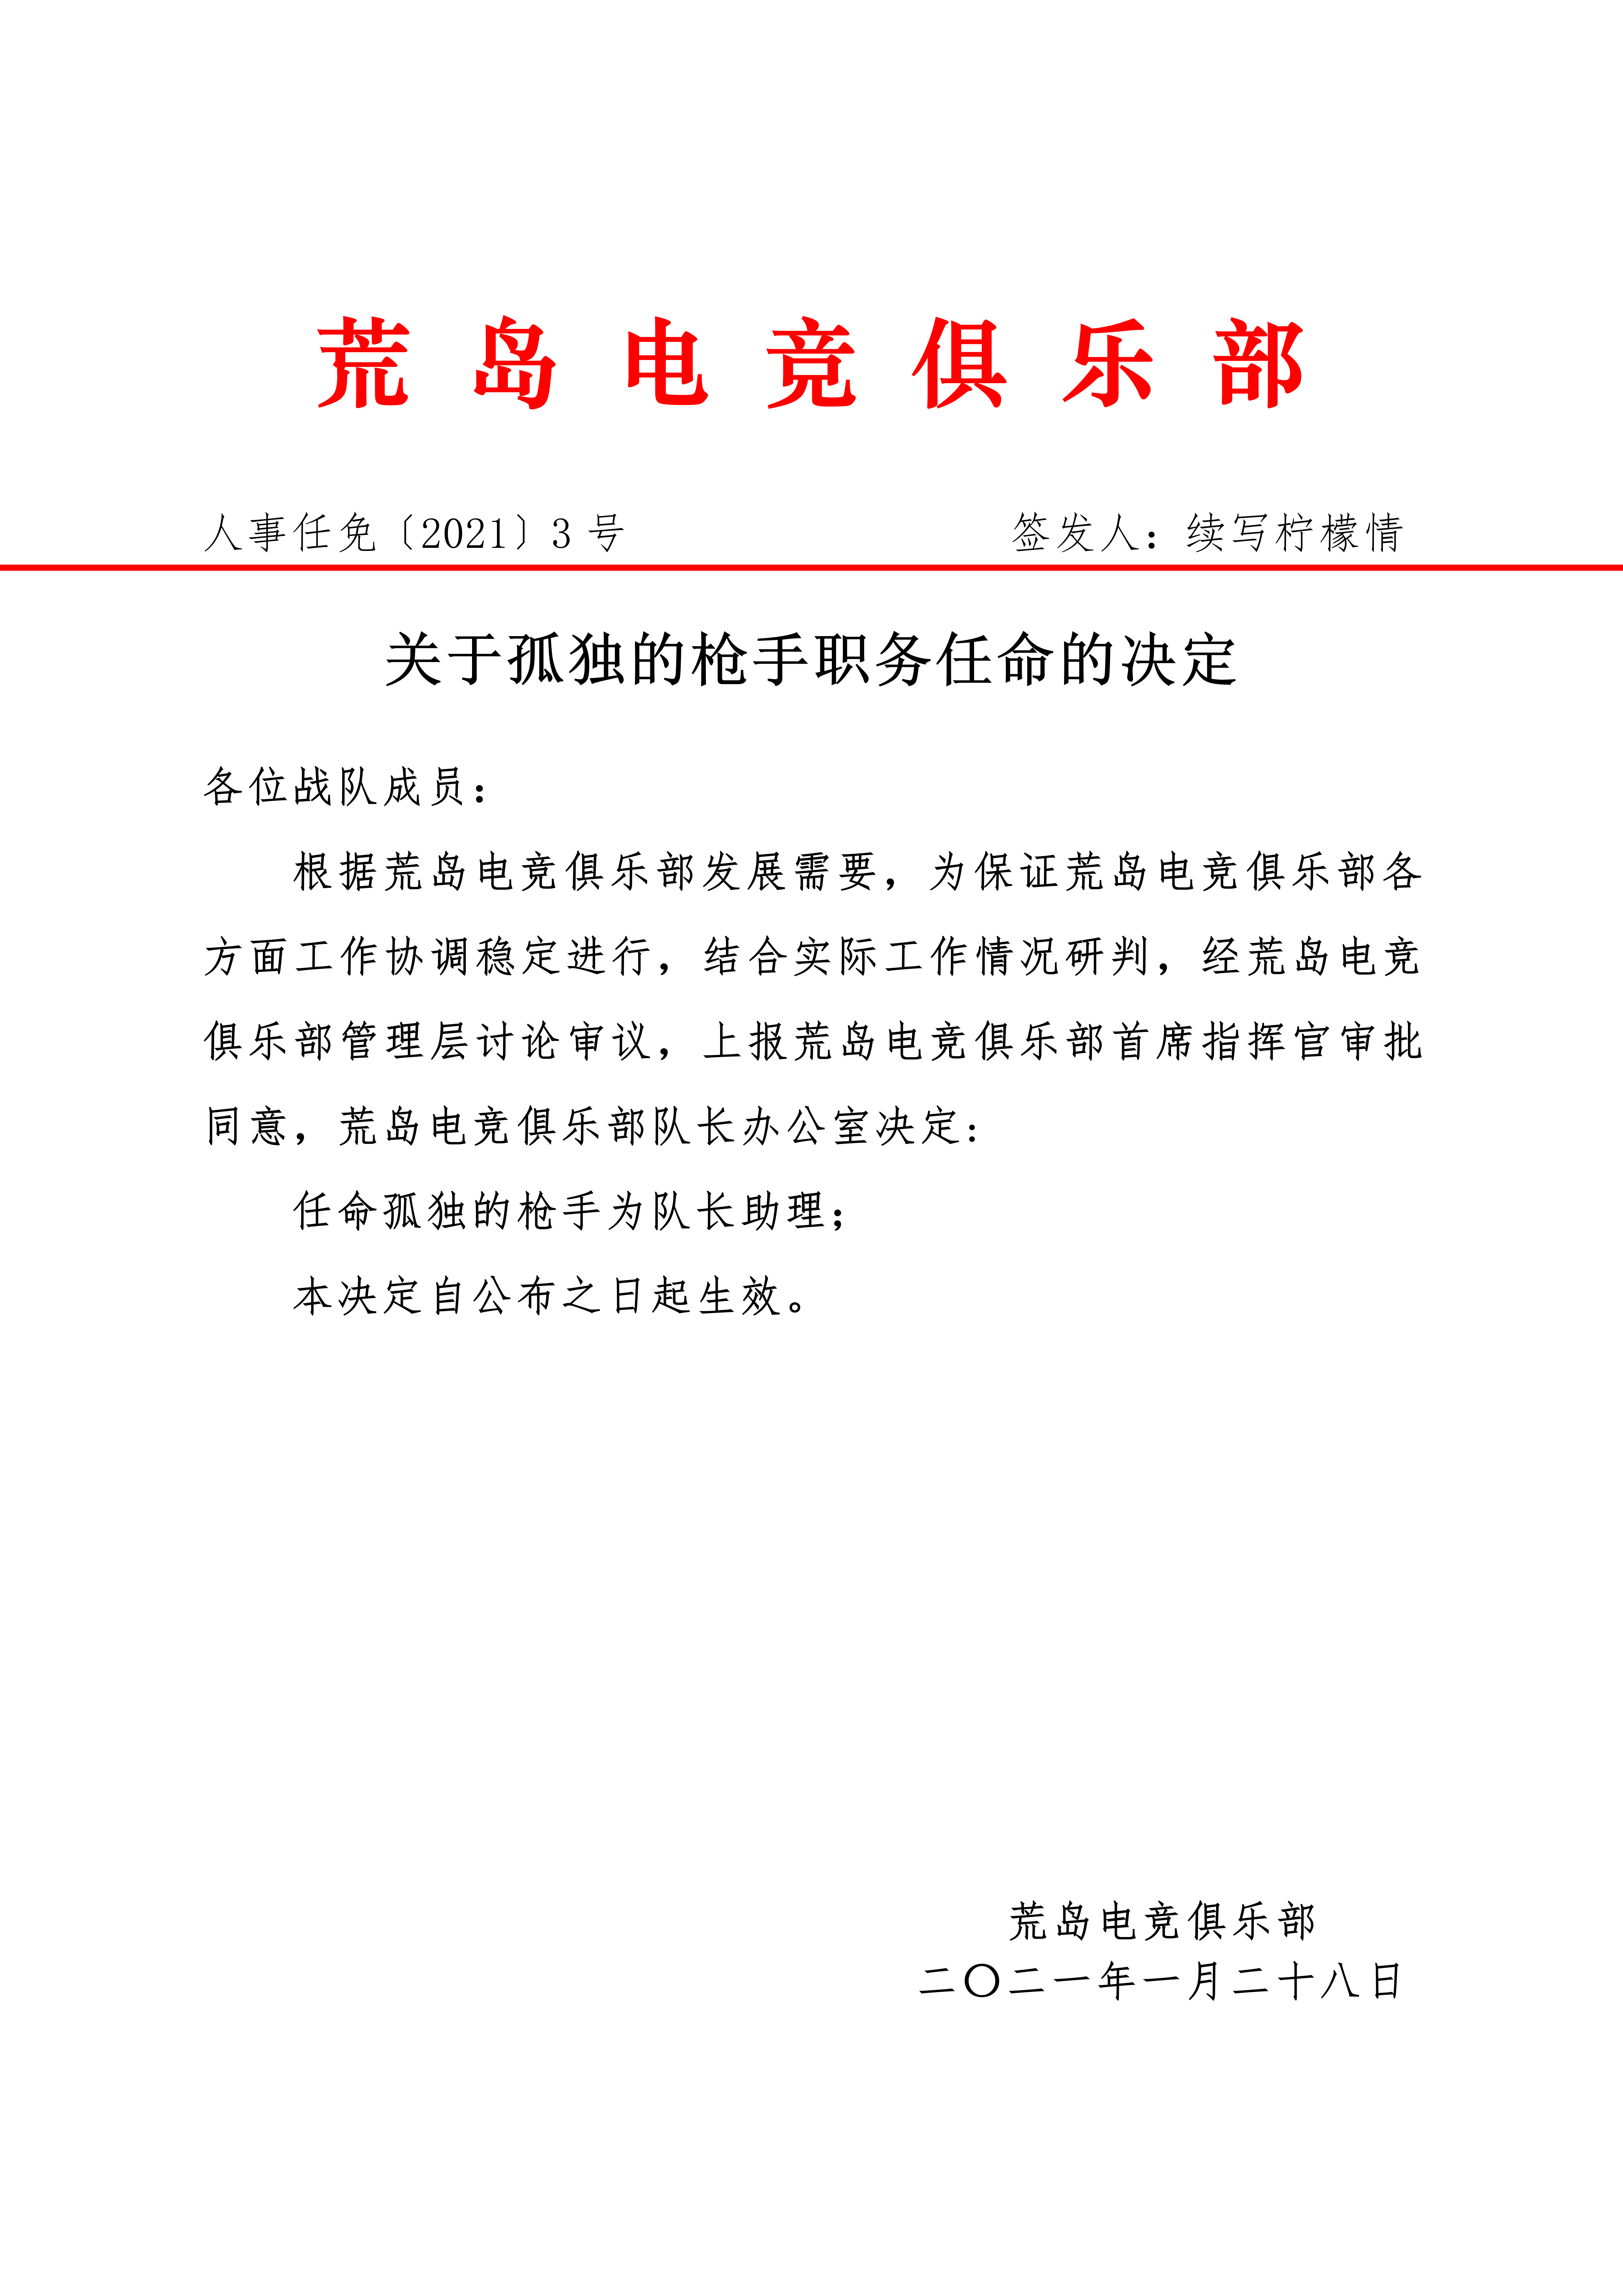 荒岛电竞俱乐部
人事任免〔2021〕3号 签发人：续写柠檬情
关于孤独的枪手职务任命的决定
各位战队成员：
根据荒岛电竞俱乐部发展需要，为保证荒岛电竞俱乐部各
方面工作协调稳定进行，结合实际工作情况研判，经荒岛电竞
俱乐部管理层讨论审议，上报荒岛电竞俱乐部首席指挥官审批
同意，荒岛电竞俱乐部队长办公室决定：
任命孤独的枪手为队长助理；
本决定自公布之日起生效。
荒岛电竞俱乐部
二〇二一年一月二十八日